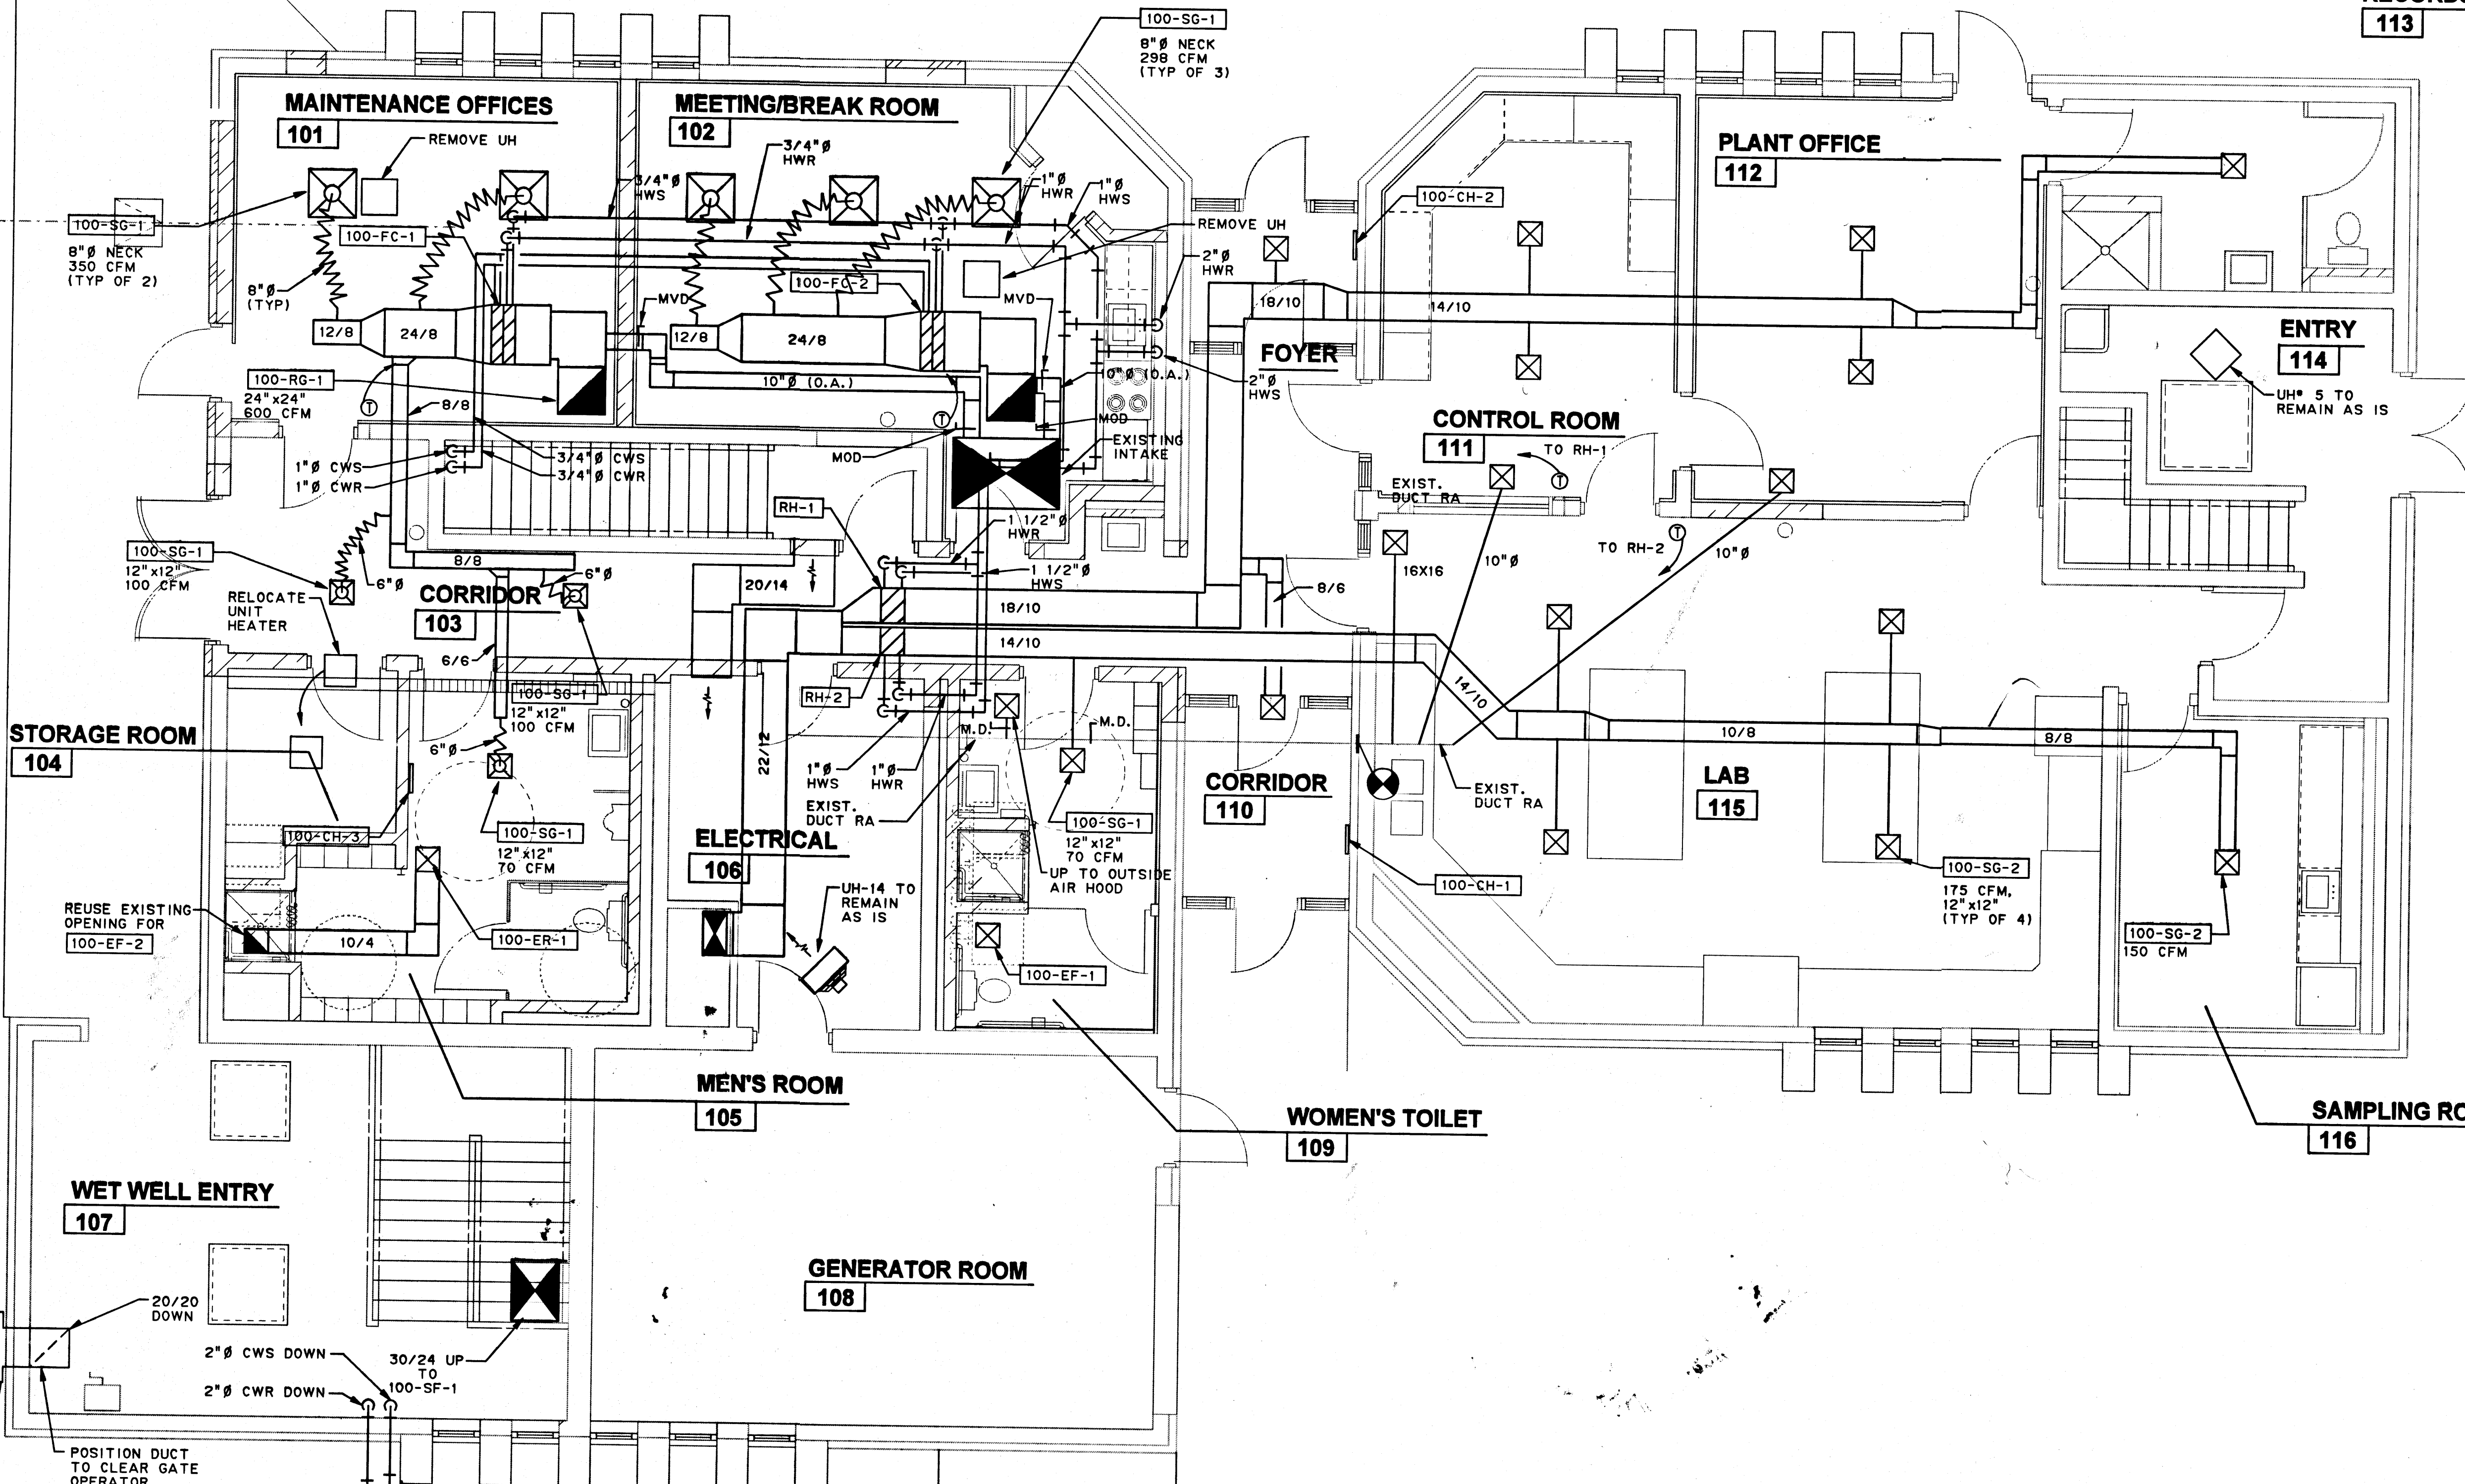 RECORDS
113
100-SG-1
8"Ø NECK
298 CFM
(TYP OF 3)
MAINTENANCE OFFICES
101
REMOVE UH
MEETING/BREAK ROOM
102
3/4"Ø
HWR
3/4"Ø
HWS
1"Ø
HWR
1"Ø
HWS
PLANT OFFICE
112
100-CH-2
100-SG-1
8"Ø NECK
350 CFM
(TYP OF 2)
100-FC-1
REMOVE UH
2"Ø
HWR
8"Ø
(TYP)
100-FC-2
MVD
MVD
12/8
24/8
12/8
24/8
18/10
14/10
ENTRY
114
FOYER
100-RG-1
24"x24"
600 CFM
10"Ø (O.A.)
10"Ø (O.A.)
2"Ø
HWS
UH# 5 TO
REMAIN AS IS
8/8
T
T
MOD
CONTROL ROOM
111
TO RH-1
EXISTING
INTAKE
MOD
1"Ø CWS
1"Ø CWR
3/4"Ø CWS
3/4"Ø CWR
EXIST.
DUCT RA
T
RH-1
1 1/2"Ø
HWR
T
TO RH-2
10"Ø
10"Ø
100-SG-1
12"x12"
100 CFM
8/8
6"Ø
6"Ø
20/14
1 1/2"Ø
HWS
16X16
8/6
RELOCATE
UNIT
HEATER
CORRIDOR
103
18/10
14/10
6/6
100-SG-1
12"x12"
100 CFM
RH-2
14/10
M.D.
M.D.
STORAGE ROOM
104
6"Ø
22/12
10/8
8/8
1"Ø
HWS
1"Ø
HWR
CORRIDOR
110
LAB
115
EXIST.
DUCT RA
EXIST.
DUCT RA
100-CH-3
100-SG-1
12"x12"
70 CFM
ELECTRICAL
106
100-SG-1
12"x12"
70 CFM
UP TO OUTSIDE
AIR HOOD
100-CH-1
100-SG-2
175 CFM,
12"x12"
(TYP OF 4)
UH-14 TO
REMAIN
AS IS
REUSE EXISTING
OPENING FOR
100-EF-2
10/4
100-ER-1
100-SG-2
150 CFM
100-EF-1
MEN'S ROOM
105
WOMEN'S TOILET
109
SAMPLING RO
116
WET WELL ENTRY
107
GENERATOR ROOM
108
20/20
DOWN
2"Ø CWS DOWN
30/24 UP
TO
100-SF-1
2"Ø CWR DOWN
POSITION DUCT
TO CLEAR GATE
OPERATOR